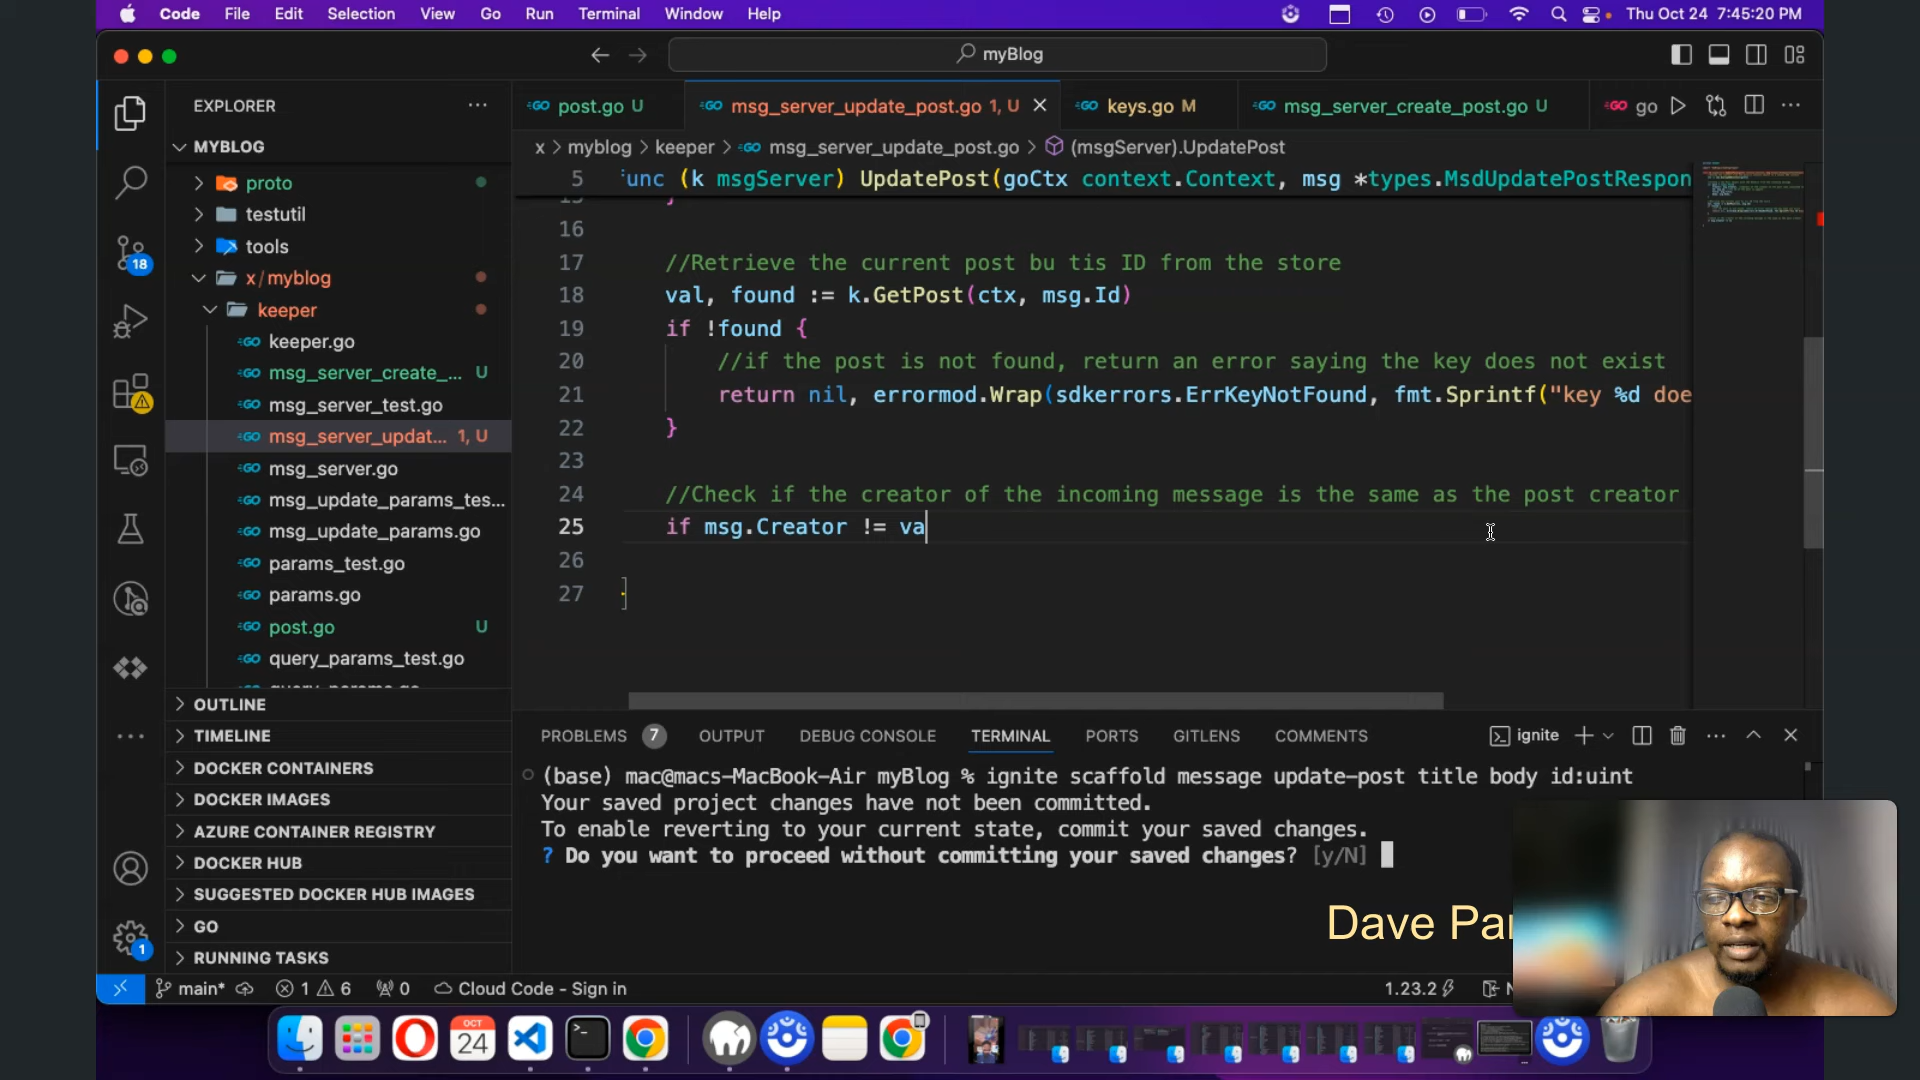 Code File Edit Selection View Go Run Terminal Window Help
Thu Oct 24 7:45:20 PM
myBlog
EXPLORER
post.go U
msg_server_update_post.go 1, U
keys.go M
msg_server_create_post.go U
go
MYBLOG
x > myblog > keeper > msg_server_update_post.go > (msgServer).UpdatePost
proto
testutil
tools
x / myblog
keeper
keeper.go
msg_server_create_... U
msg_server_test.go
msg_server_updat... 1, U
msg_server.go
msg_update_params_tes...
msg_update_params.go
params_test.go
params.go
post.go U
query_params_test.go
5 unc (k msgServer) UpdatePost(goCtx context.Context, msg *types.MsdUpdatePostRespon
15 }
16
17 //Retrieve the current post bu tis ID from the store
18 val, found := k.GetPost(ctx, msg.Id)
19 if !found {
20 //if the post is not found, return an error saying the key does not exist
21 return nil, errormod.Wrap(sdkerrors.ErrKeyNotFound, fmt.Sprintf("key %d doe
22 }
23
24 //Check if the creator of the incoming message is the same as the post creator
25 if msg.Creator != va
26
27
OUTLINE
TIMELINE
DOCKER CONTAINERS
DOCKER IMAGES
AZURE CONTAINER REGISTRY
DOCKER HUB
SUGGESTED DOCKER HUB IMAGES
GO
RUNNING TASKS
18
1
PROBLEMS 7 OUTPUT DEBUG CONSOLE TERMINAL PORTS GITLENS COMMENTS
ignite
(base) mac@macs-MacBook-Air myBlog % ignite scaffold message update-post title body id:uint
Your saved project changes have not been committed.
To enable reverting to your current state, commit your saved changes.
? Do you want to proceed without committing your saved changes? [y/N]
Dave Par
main* 1 6 0 Cloud Code - Sign in
1.23.2
OCT
24